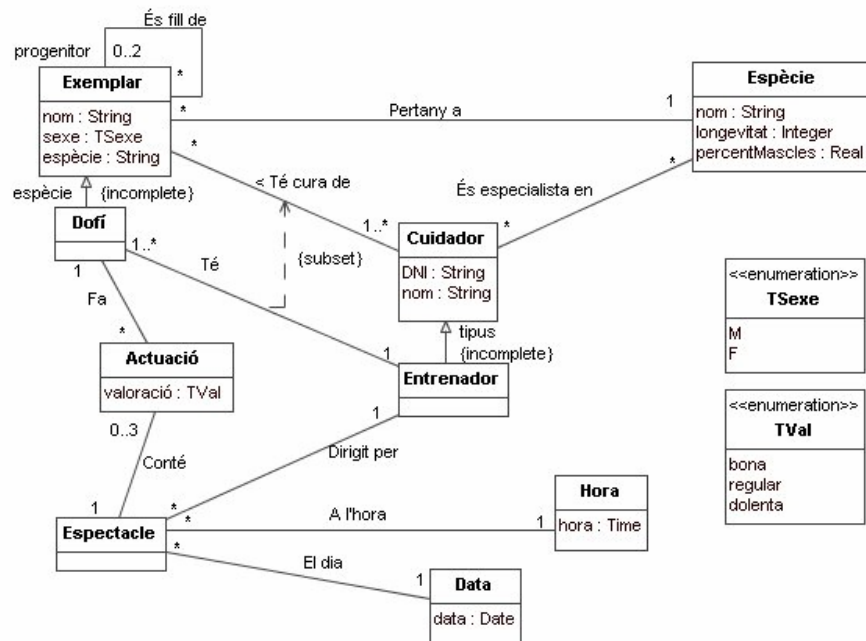 És fill de
progenitor
0..2
*
Exemplar
nom : String
sexe : TSexe
espècie : String
*
Pertany a
1
Espècie
nom : String
longevitat : Integer
percentMascles : Real
*
< Té cura de
1..*
És especialista en
*
*
espècie
{incomplete}
Dofí
1..*
1
Té
{subset}
Cuidador
DNI : String
nom : String
tipus
{incomplete}
<<enumeration>>
TSexe
M
F
Fa
*
Actuació
valoració : TVal
1
Entrenador
1
<<enumeration>>
TVal
bona
regular
dolenta
0..3
Conté
1
Dirigit per
*
Espectacle
*
A l'hora
1
Hora
hora : Time
*
El dia
1
Data
data : Date